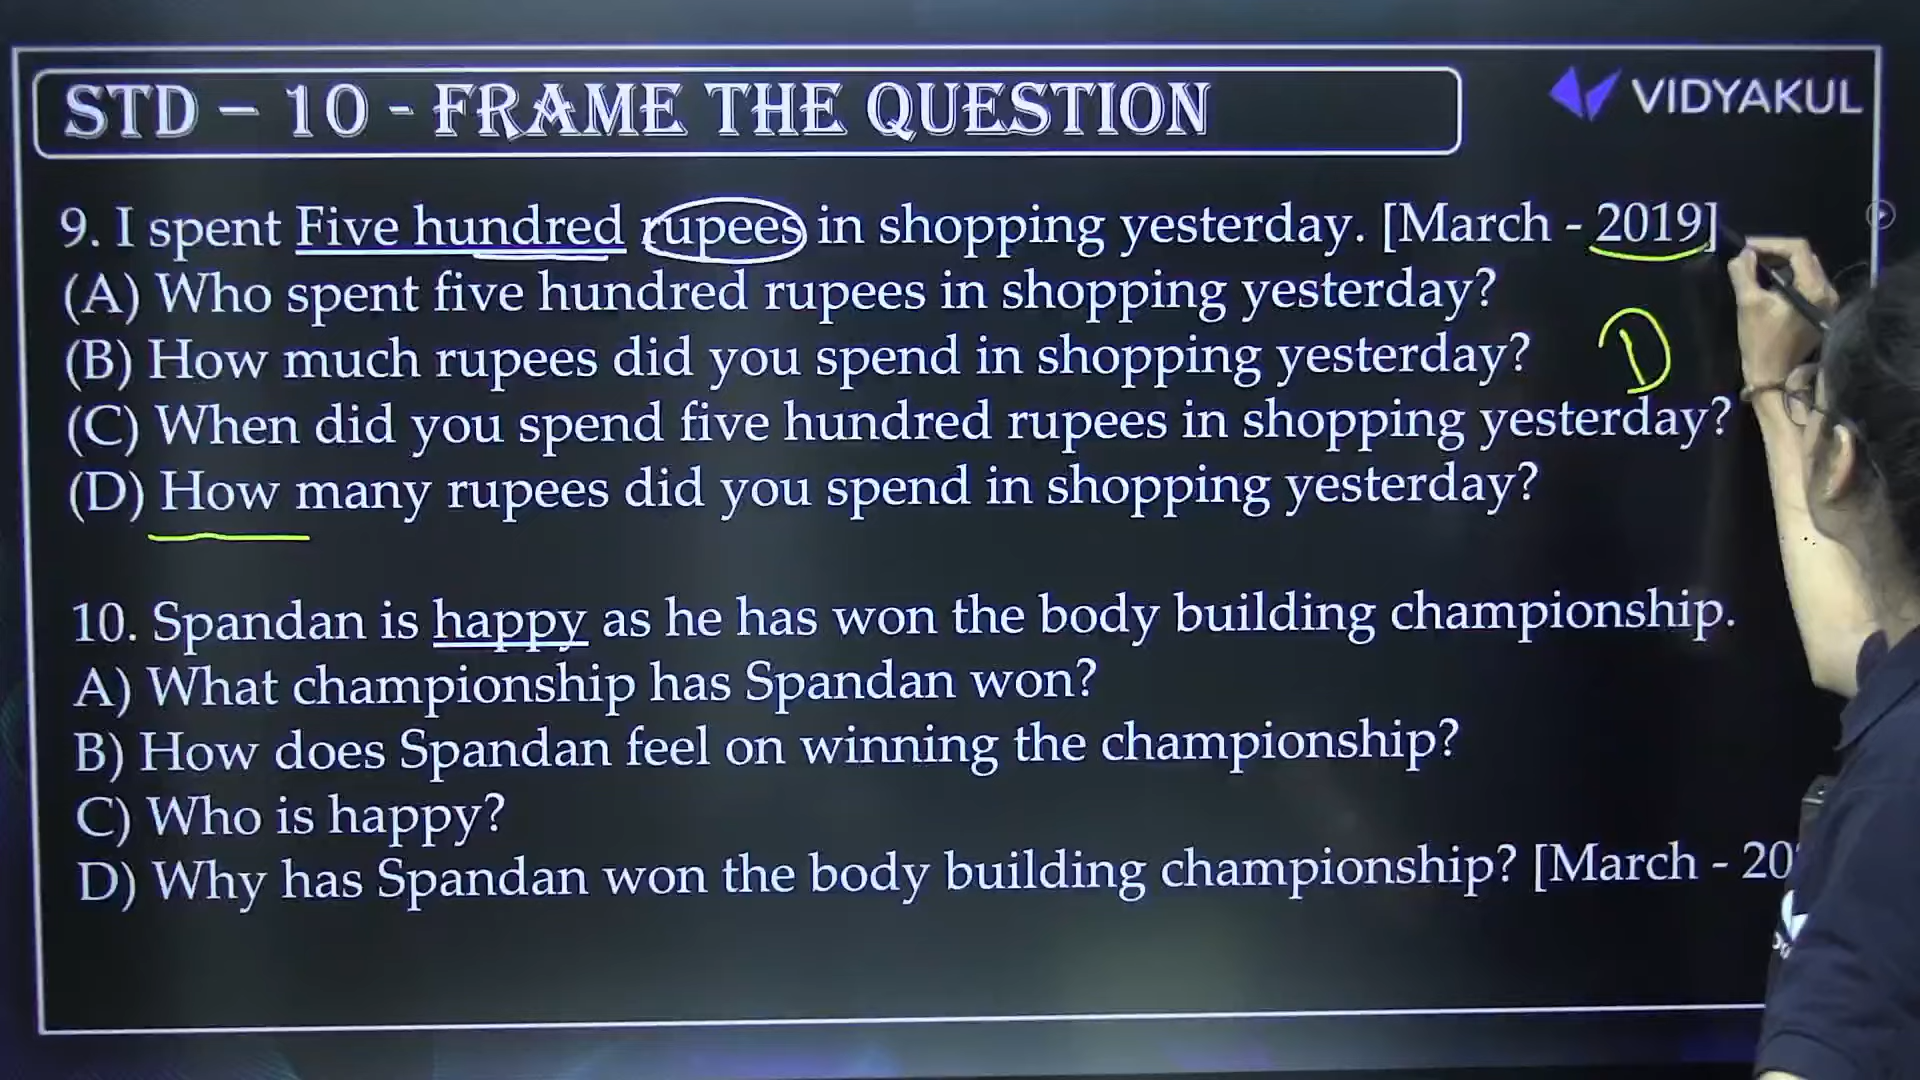 STD – 10 - FRAME THE QUESTION
VIDYAKUL
9. I spent Five hundred rupees in shopping yesterday. [March - 2019]
(A) Who spent five hundred rupees in shopping yesterday?
(B) How much rupees did you spend in shopping yesterday?
D
(C) When did you spend five hundred rupees in shopping yesterday?
(D) How many rupees did you spend in shopping yesterday?
10. Spandan is happy as he has won the body building championship.
A) What championship has Spandan won?
B) How does Spandan feel on winning the championship?
C) Who is happy?
D) Why has Spandan won the body building championship? [March - 20